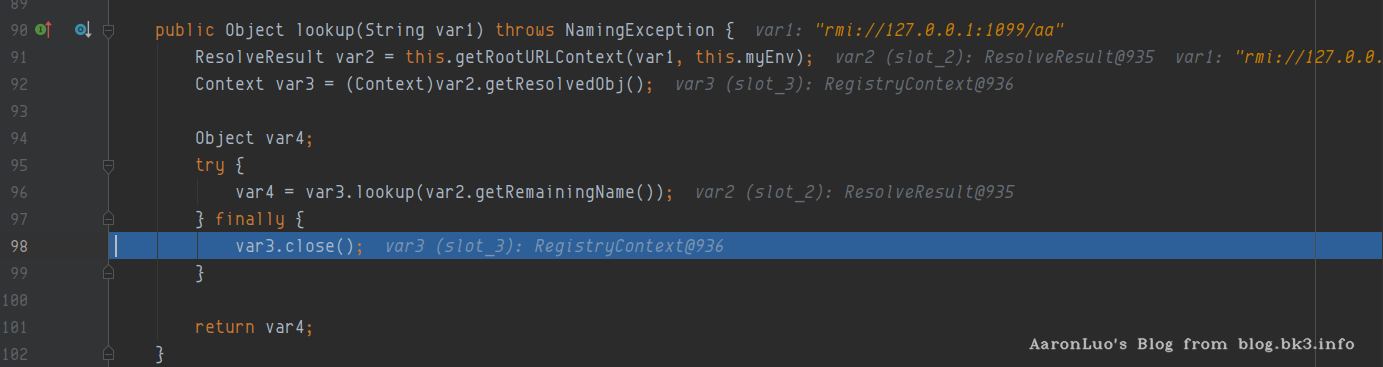 89
90 public Object lookup(String var1) throws NamingException { var1: "rmi://127.0.0.1:1099/aa"
91 ResolveResult var2 = this.getRootURLContext(var1, this.myEnv); var2 (slot_2): ResolveResult@935 var1: "rmi://127.0.0.
92 Context var3 = (Context)var2.getResolvedObj(); var3 (slot_3): RegistryContext@936
93
94 Object var4;
95 try {
96 var4 = var3.lookup(var2.getRemainingName()); var2 (slot_2): ResolveResult@935
97 } finally {
98 var3.close(); var3 (slot_3): RegistryContext@936
99 }
100
101 return var4;
102 }
AaronLuo's Blog from blog.bk3.info